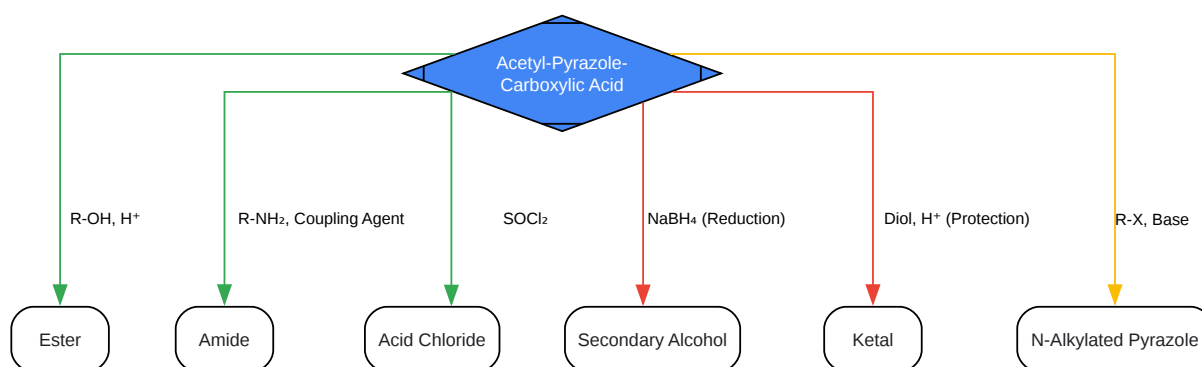 Acetyl-Pyrazole-
Carboxylic Acid
R-OH, H⁺
R-NH₂, Coupling Agent
SOCl₂
NaBH₄ (Reduction)
Diol, H⁺ (Protection)
R-X, Base
Ester
Amide
Acid Chloride
Secondary Alcohol
Ketal
N-Alkylated Pyrazole